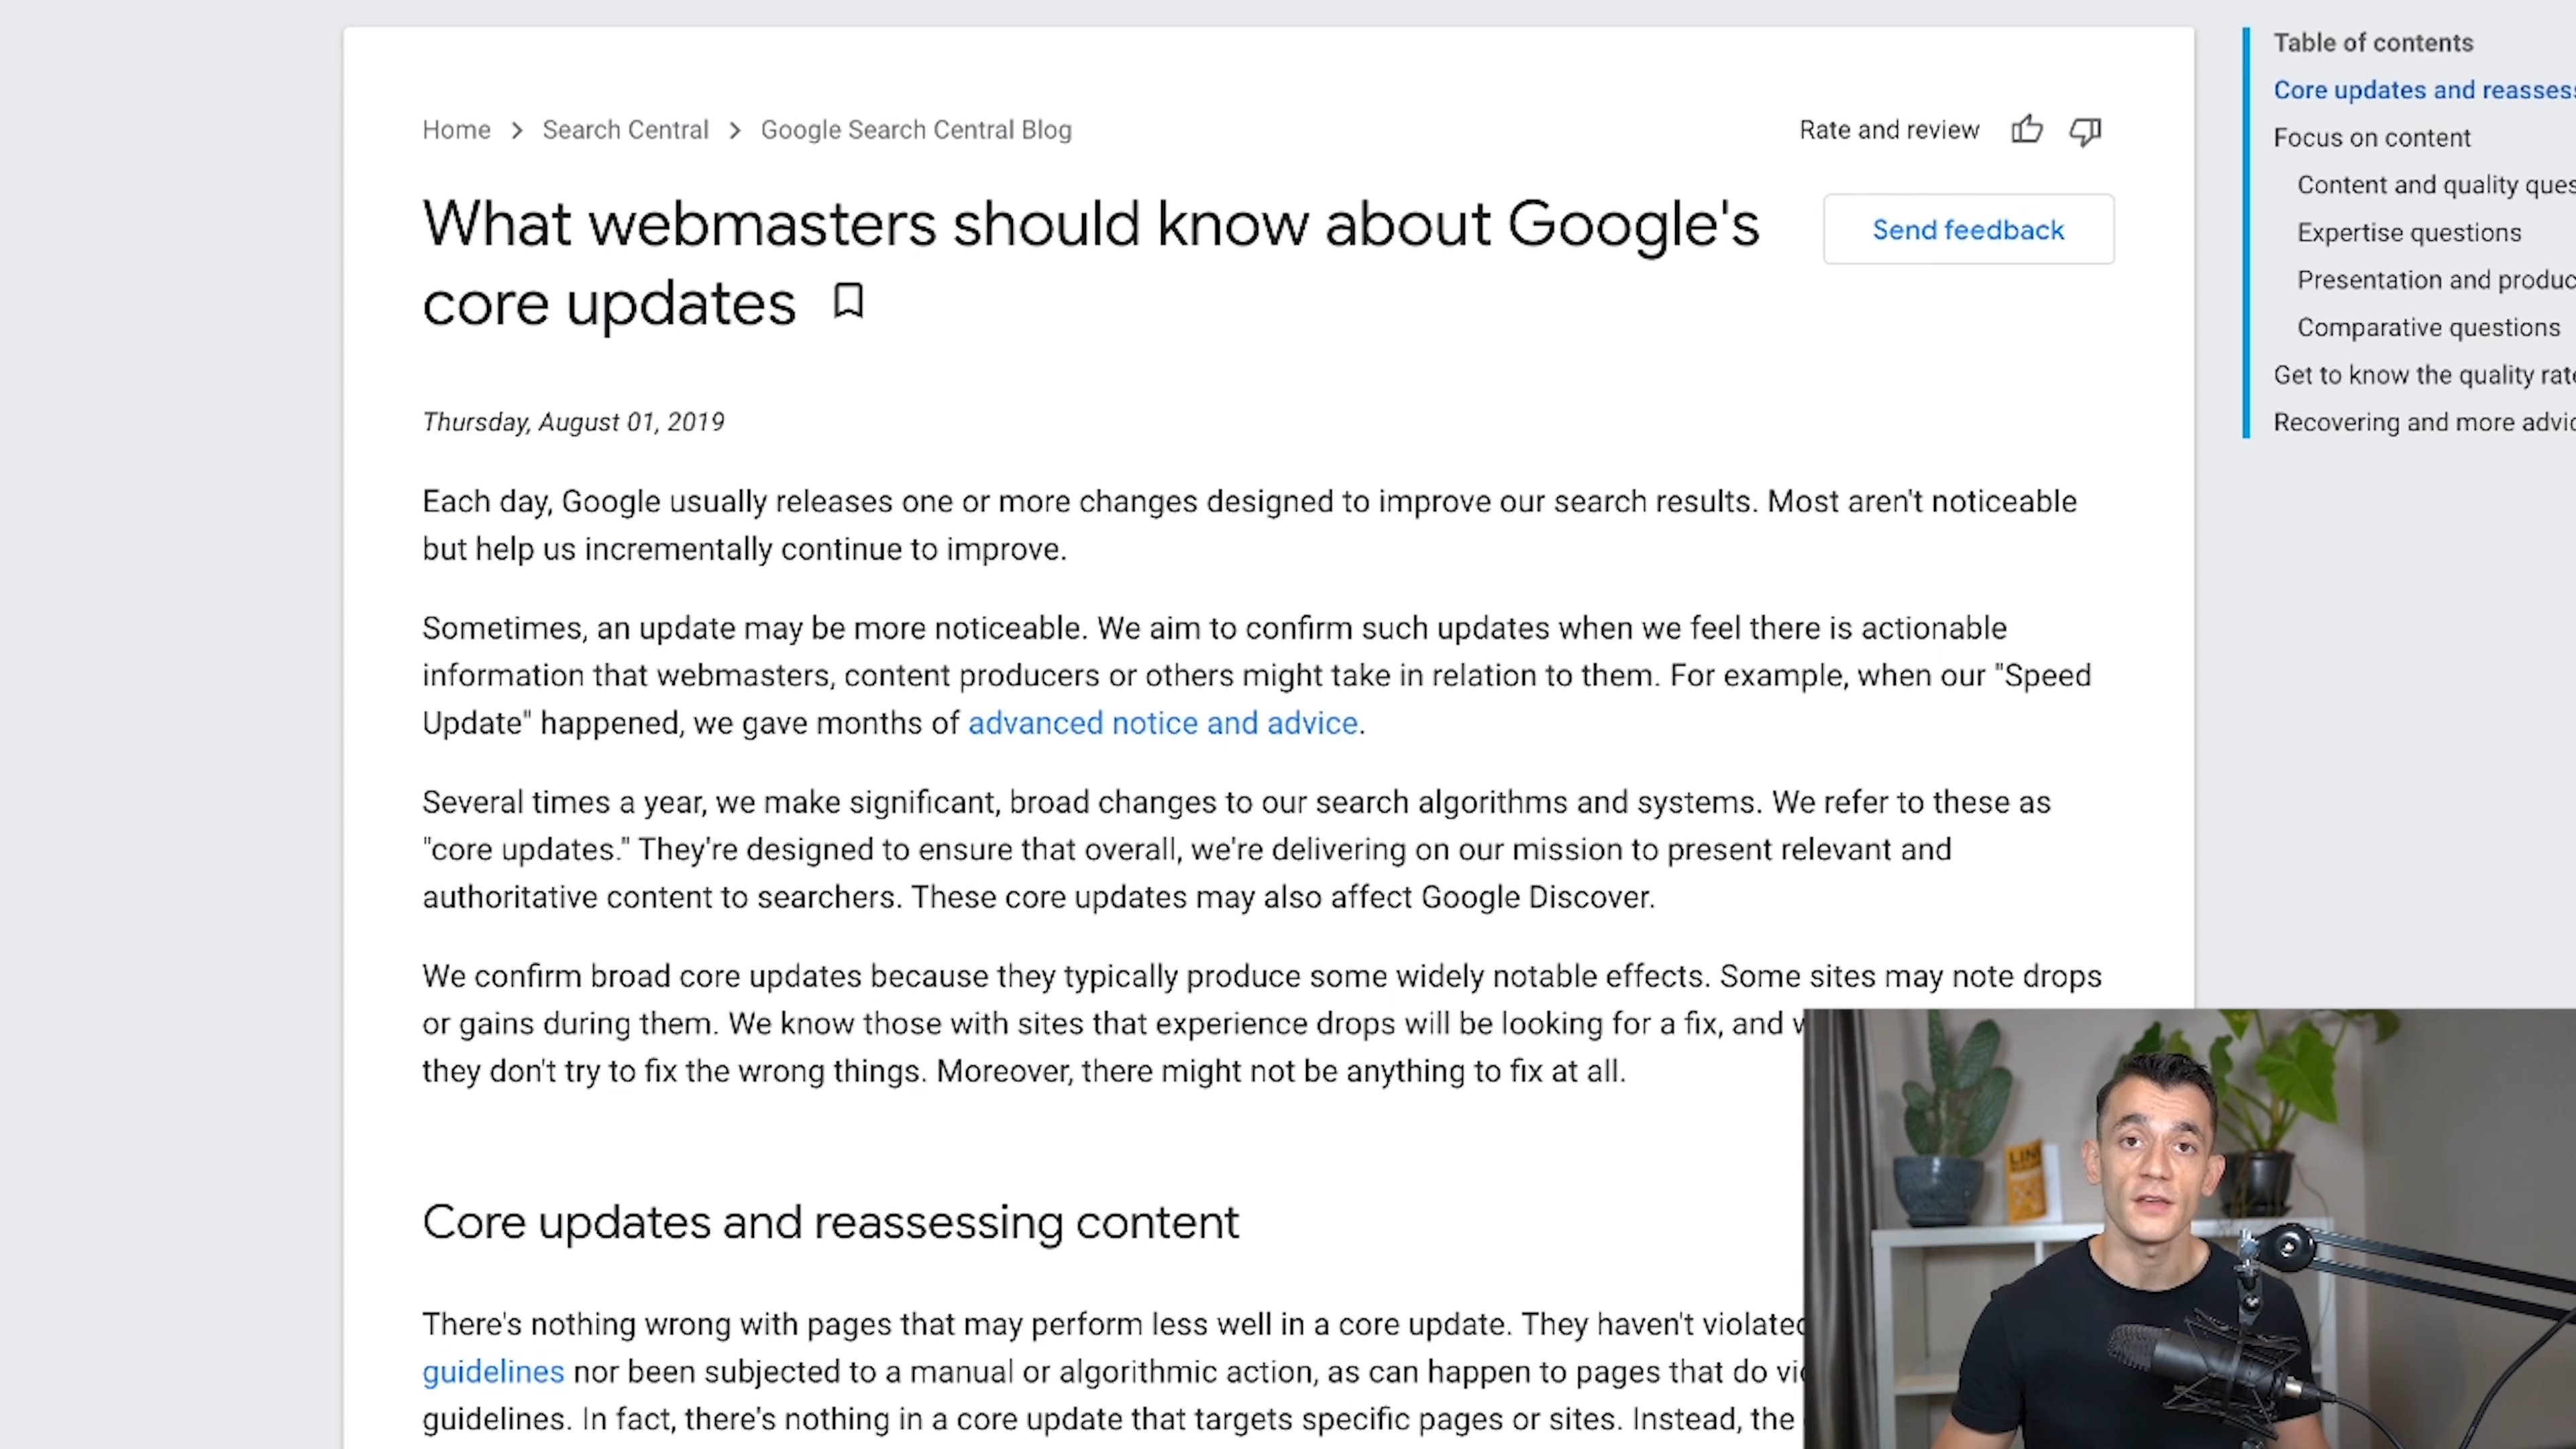 Home > Search Central > Google Search Central Blog
Rate and review
What webmasters should know about Google's
core updates
Send feedback
Thursday, August 01, 2019
Each day, Google usually releases one or more changes designed to improve our search results. Most aren't noticeable
but help us incrementally continue to improve.
Sometimes, an update may be more noticeable. We aim to confirm such updates when we feel there is actionable
information that webmasters, content producers or others might take in relation to them. For example, when our "Speed
Update" happened, we gave months of advanced notice and advice.
Several times a year, we make significant, broad changes to our search algorithms and systems. We refer to these as
"core updates." They're designed to ensure that overall, we're delivering on our mission to present relevant and
authoritative content to searchers. These core updates may also affect Google Discover.
We confirm broad core updates because they typically produce some widely notable effects. Some sites may note drops
or gains during them. We know those with sites that experience drops will be looking for a fix, and
they don't try to fix the wrong things. Moreover, there might not be anything to fix at all.
Core updates and reassessing content
There's nothing wrong with pages that may perform less well in a core update. They haven't violated
guidelines nor been subjected to a manual or algorithmic action, as can happen to pages that do
guidelines. In fact, there's nothing in a core update that targets specific pages or sites. Instead, the
Table of contents
Core updates and
Focus on content
Content and quality
Expertise questions
Presentation and
Comparative questions
Get to know the quality
Recovering and more